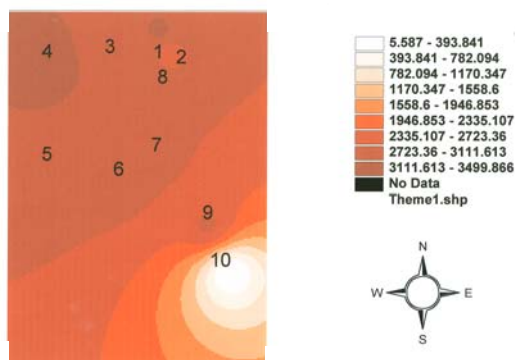 4
3
1
2
8
5
6
7
9
10
5.587 - 393.841
393.841 - 782.094
782.094 - 1170.347
1170.347 - 1558.6
1558.6 - 1946.853
1946.853 - 2335.107
2335.107 - 2723.36
2723.36 - 3111.613
3111.613 - 3499.866
No Data
Theme1.shp
N
W E
S